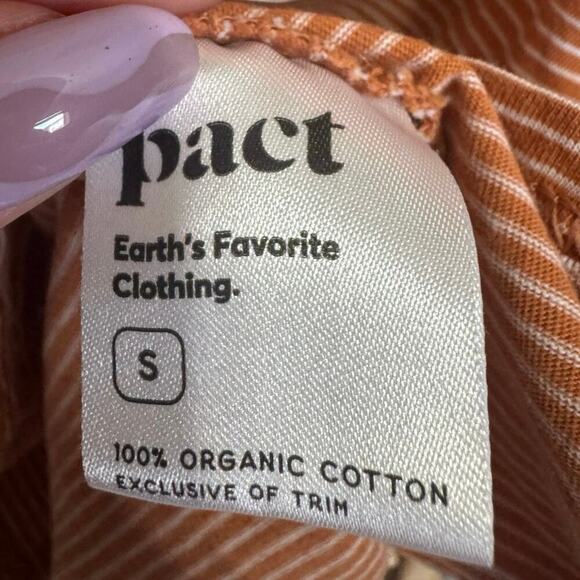 pact
Earth's Favorite
Clothing.
S
100% ORGANIC COTTON
EXCLUSIVE OF TRIM